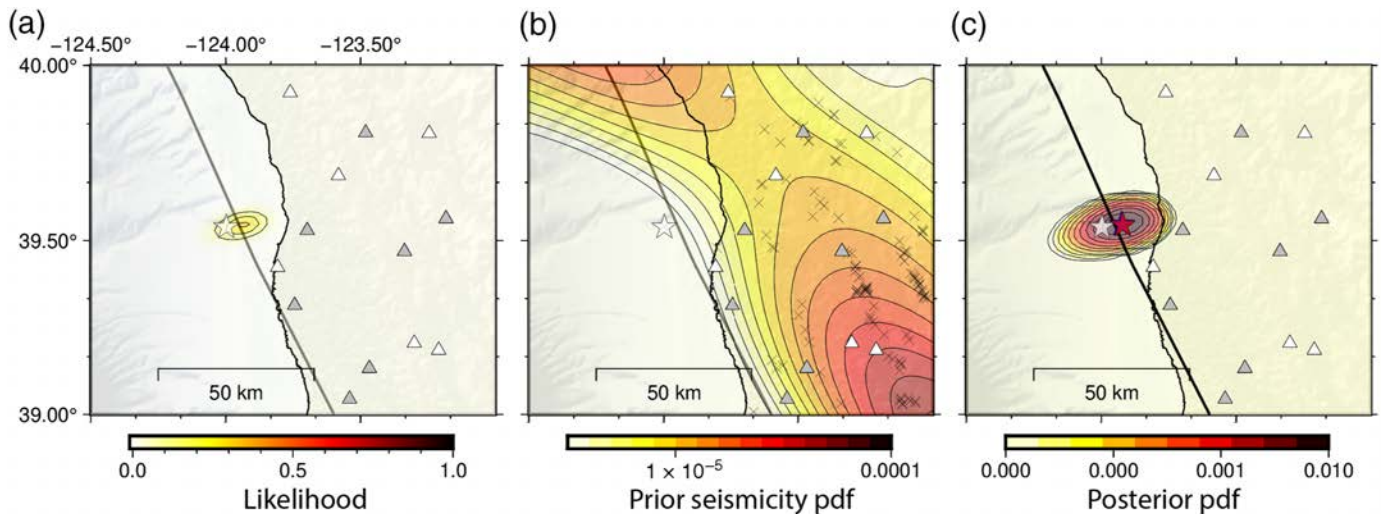 (a) (b) (c)
−124.50° −124.00° −123.50°
40.00°
39.50°
39.00°
50 km 50 km 50 km
0.0 0.5 1.0 1 × 10⁻⁵ 0.0001 0.000 0.000 0.001 0.010
Likelihood Prior seismicity pdf Posterior pdf